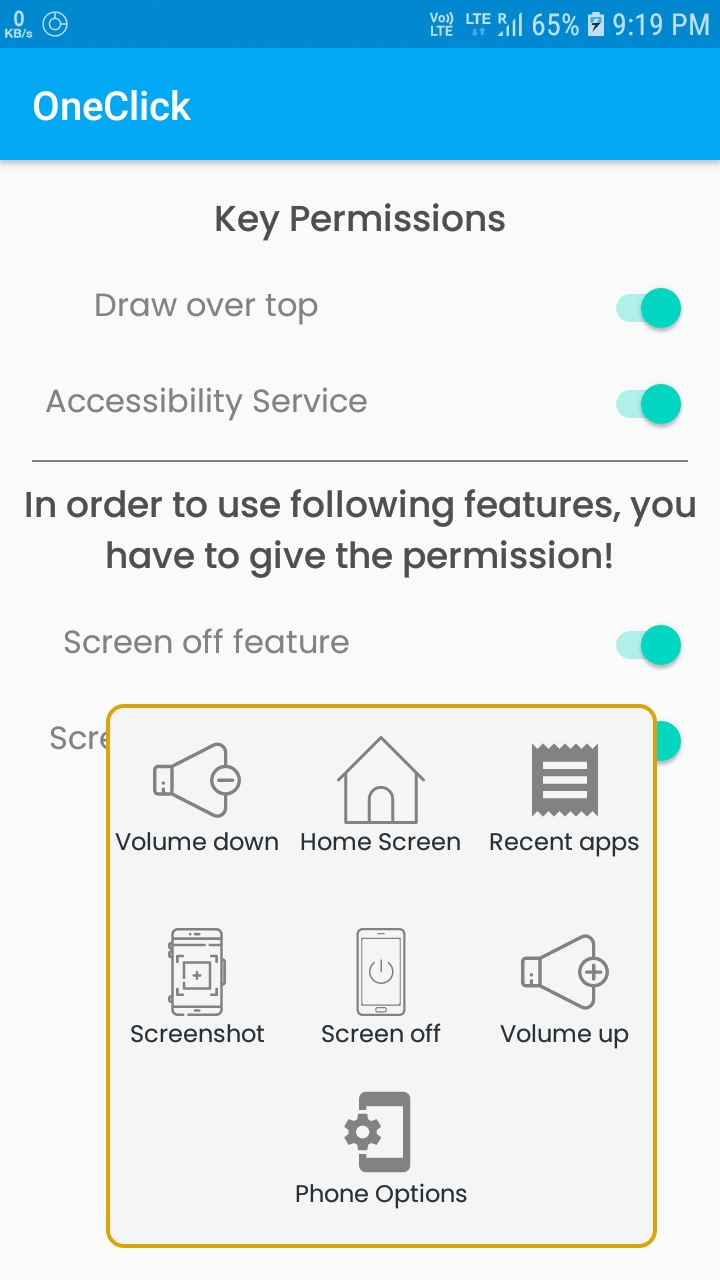 0
KB/s
Vo))
LTE
LTE R 65% 9:19 PM
OneClick
Key Permissions
Draw over top
Accessibility Service
In order to use following features, you
have to give the permission!
Screen off feature
Scre
Volume down Home Screen Recent apps
Screenshot Screen off Volume up
Phone Options